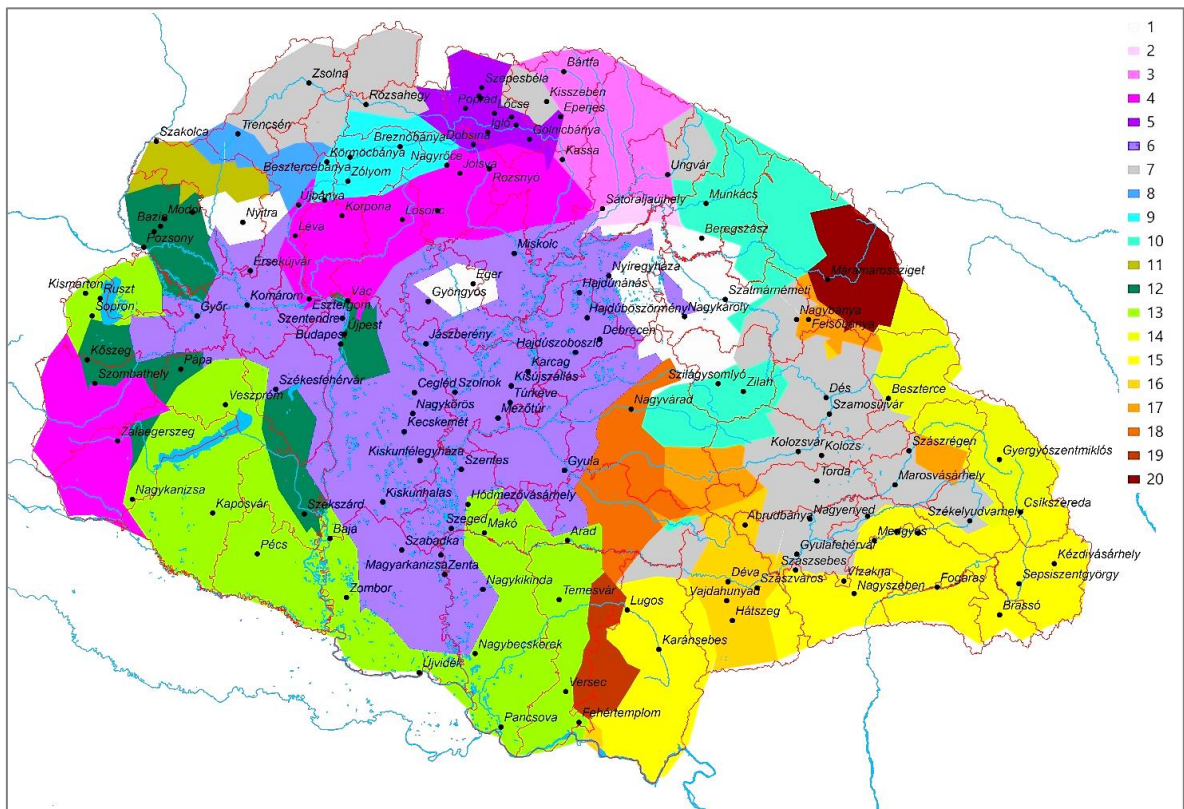 1
2
3
4
5
6
7
8
9
10
11
12
13
14
15
16
17
18
19
20
Bártfa
Zsolna
Szepesbéla
Rózsahegy
Poprád
Kisszeben
Lőcse
Eperjes
Igló
Gölnicbánya
Szakolca
Trencsén
Breznóbánya
Dobsina
Körmöcbánya
Nagyrőce
Jolsva
Kassa
Besztercebánya
Zólyom
Rozsnyó
Ungvár
Újbánya
Korpona
Losonc
Sátoraljaújhely
Munkács
Modor
Bazin
Nyitra
Léva
Pozsony
Miskolc
Beregszász
Érsekújvár
Nyíregyháza
Eger
Máramarossziget
Kismarton
Ruszt
Sopron
Győr
Komárom
Esztergom
Vác
Gyöngyös
Hajdúnánás
Szatmárnémeti
Szentendre
Újpest
Hajdúböszörmény
Nagykároly
Nagybánya
Felsőbánya
Budapest
Jászberény
Debrecen
Kőszeg
Hajdúszoboszló
Pápa
Karcag
Szombathely
Székesfehérvár
Cegléd
Szolnok
Kisújszállás
Szilágysomlyó
Zilah
Dés
Beszterce
Veszprém
Nagykőrös
Túrkeve
Nagyvárad
Szamosújvár
Mezőtúr
Kecskemét
Zalaegerszeg
Kolozsvár
Kolozs
Szászrégen
Kiskunfélegyháza
Szentes
Gyula
Gyergyószentmiklós
Torda
Marosvásárhely
Nagykanizsa
Kaposvár
Szekszárd
Kiskunhalas
Hódmezővásárhely
Székelyudvarhely
Csíkszereda
Szeged
Makó
Abrudbánya
Nagyenyed
Baja
Arad
Medgyes
Pécs
Szabadka
Gyulafehérvár
Kézdivásárhely
Magyarkanizsa
Zenta
Szászsebes
Vízakna
Sepsiszentgyörgy
Nagykikinda
Déva
Szászváros
Nagyszeben
Fogaras
Zombor
Temesvár
Vajdahunyad
Lugos
Hátszeg
Brassó
Karánsebes
Nagybecskerek
Újvidék
Versec
Pancsova
Fehértemplom